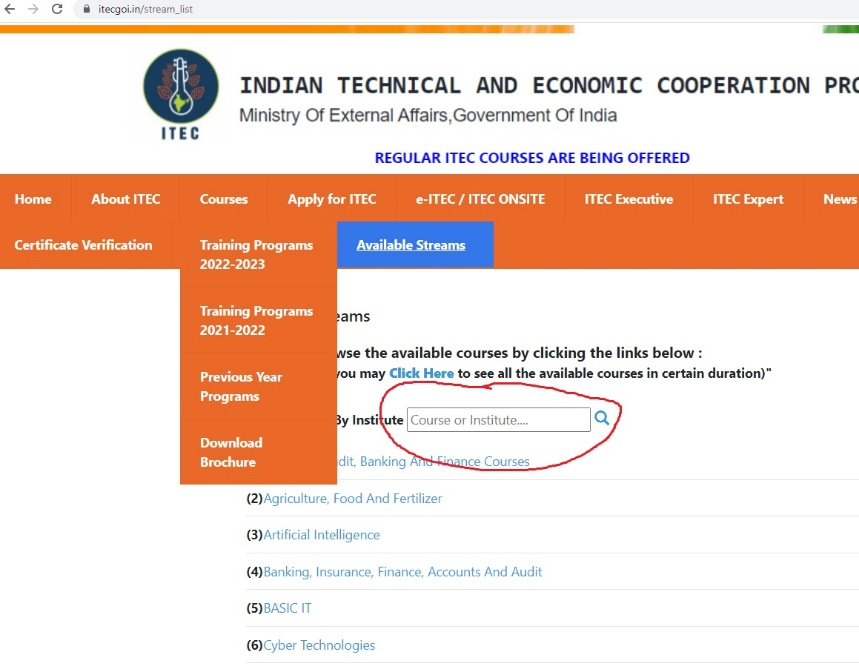 itecgoi.in/stream_list
INDIAN TECHNICAL AND ECONOMIC COOPERATION
Ministry Of External Affairs,Government Of India
ITEC
REGULAR ITEC COURSES ARE BEING OFFERED
Home About ITEC Courses Apply for ITEC e-ITEC / ITEC ONSITE ITEC Executive ITEC Expert News
Certificate Verification Training Programs Available Streams
2022-2023
Training Programs
2021-2022
Previous Year
Programs
Download
Brochure
the available courses by clicking the links below :
you may Click Here to see all the available courses in certain duration)"
By Institute Course or Institute....
Banking And Finance Courses
(2)Agriculture, Food And Fertilizer
(3)Artificial Intelligence
(4)Banking, Insurance, Finance, Accounts And Audit
(5)BASIC IT
(6)Cyber Technologies